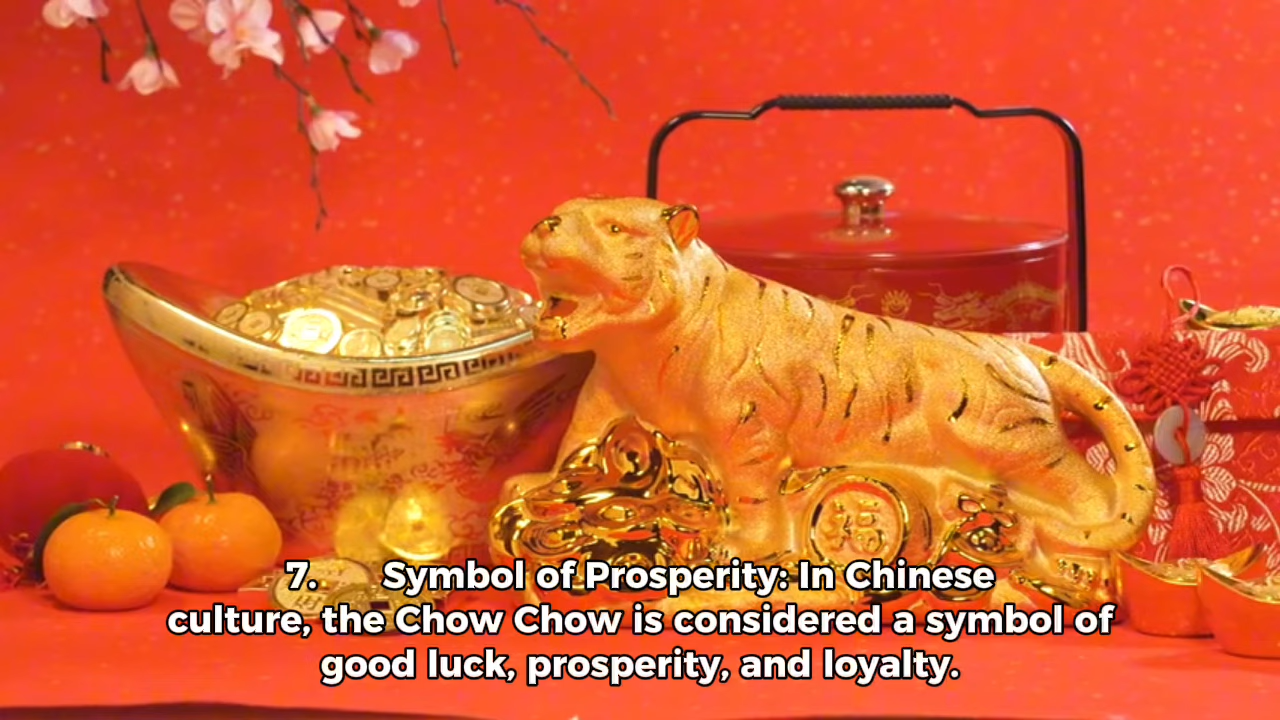 福
7. Symbol of Prosperity: In Chinese
culture, the Chow Chow is considered a symbol of
good luck, prosperity, and loyalty.